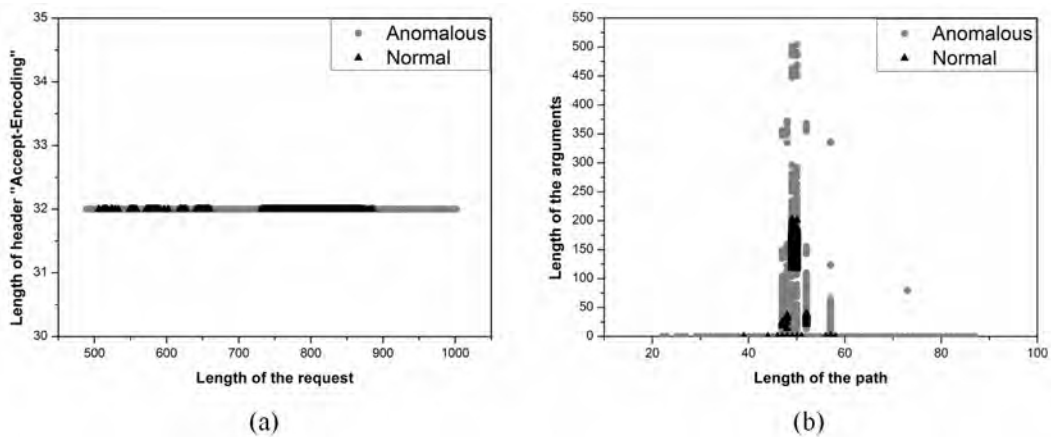 35
34
33
32
31
30
Length of header "Accept-Encoding"
500 600 700 800 900 1000
Length of the request
Anomalous
Normal
(a)
550
500
450
400
350
300
250
200
150
100
50
0
Length of the arguments
20 40 60 80 100
Length of the path
Anomalous
Normal
(b)